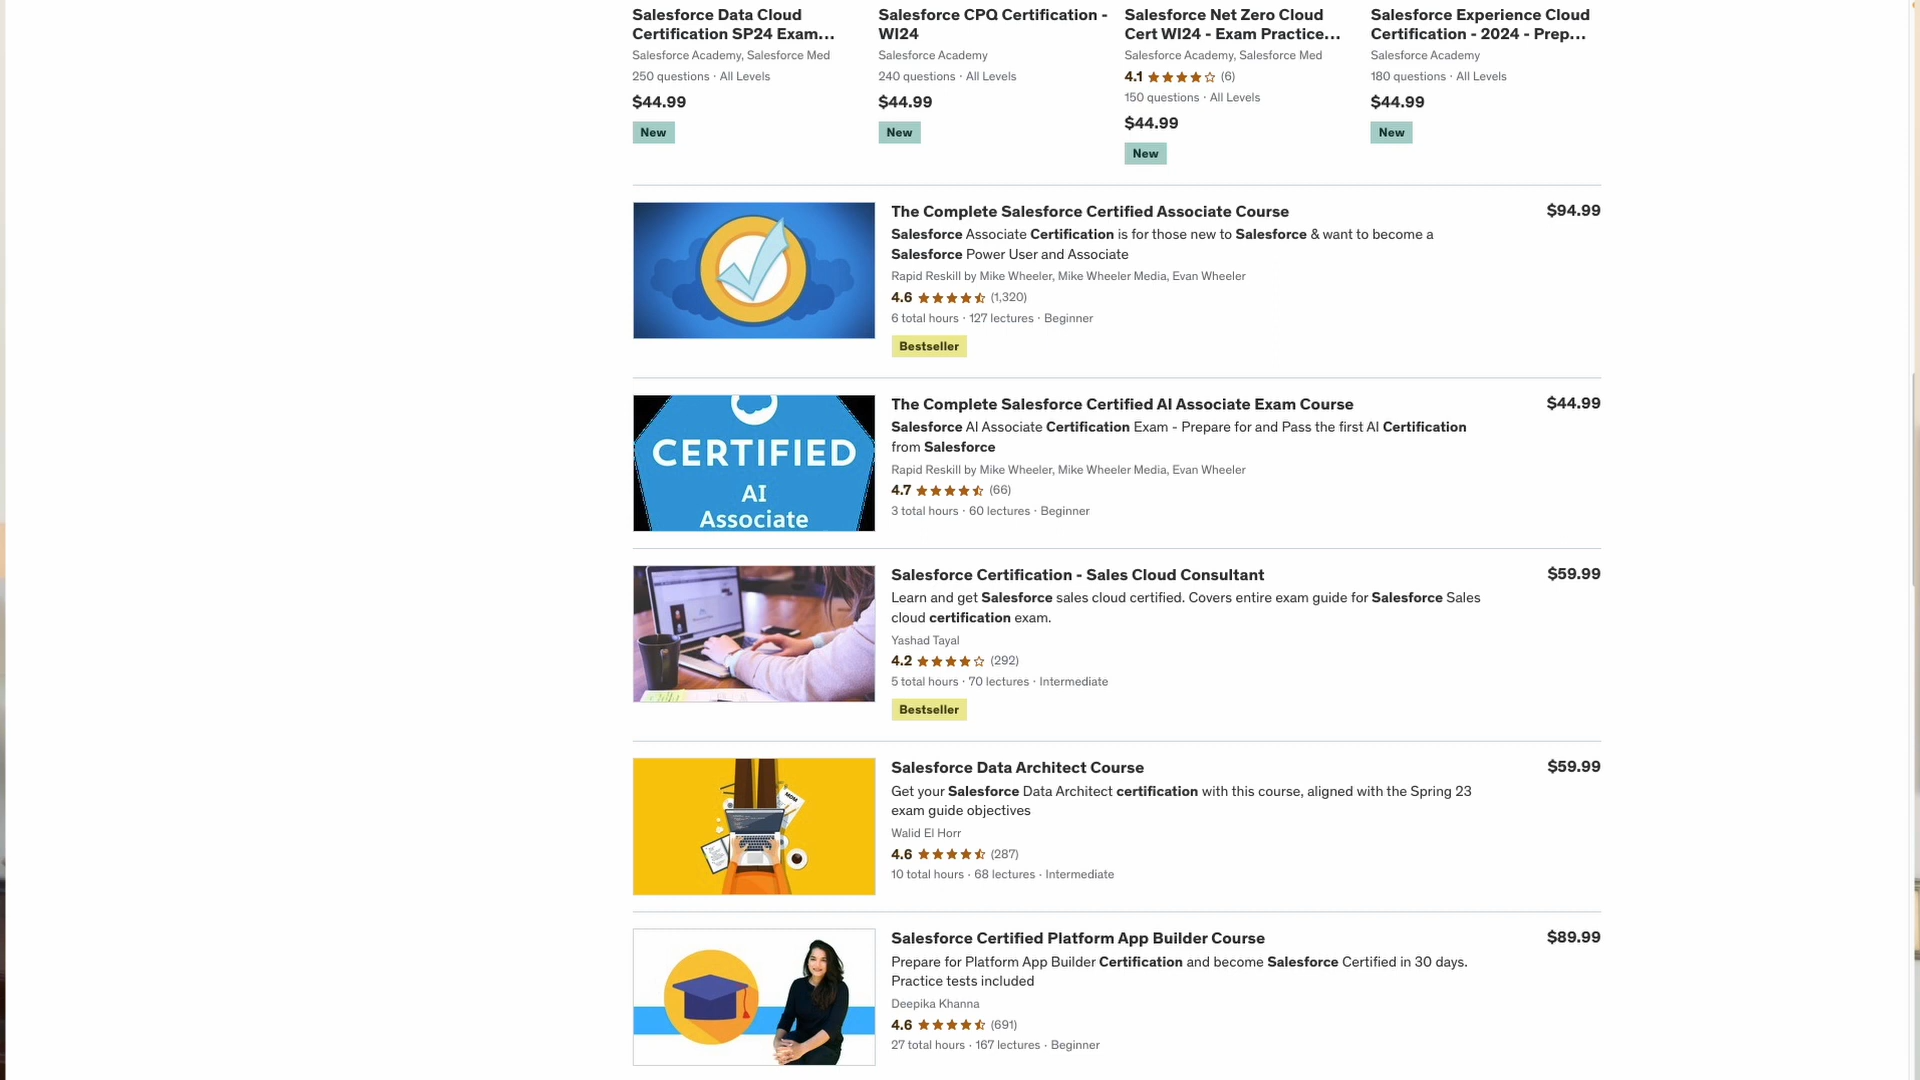 Salesforce Data Cloud
Certification SP24 Exam...
Salesforce Academy, Salesforce Med
250 questions · All Levels
$44.99
New
Salesforce CPQ Certification -
WI24
Salesforce Academy
240 questions · All Levels
$44.99
New
Salesforce Net Zero Cloud
Cert WI24 - Exam Practice...
Salesforce Academy, Salesforce Med
4.1 (6)
150 questions · All Levels
$44.99
New
Salesforce Experience Cloud
Certification - 2024 - Prep...
Salesforce Academy
180 questions · All Levels
$44.99
New
The Complete Salesforce Certified Associate Course
$94.99
Salesforce Associate Certification is for those new to Salesforce & want to become a
Salesforce Power User and Associate
Rapid Reskill by Mike Wheeler, Mike Wheeler Media, Evan Wheeler
4.6 (1,320)
6 total hours · 127 lectures · Beginner
Bestseller
CERTIFIED
AI
Associate
The Complete Salesforce Certified AI Associate Exam Course
$44.99
Salesforce AI Associate Certification Exam - Prepare for and Pass the first AI Certification
from Salesforce
Rapid Reskill by Mike Wheeler, Mike Wheeler Media, Evan Wheeler
4.7 (66)
3 total hours · 60 lectures · Beginner
Salesforce Certification - Sales Cloud Consultant
$59.99
Learn and get Salesforce sales cloud certified. Covers entire exam guide for Salesforce Sales
cloud certification exam.
Yashad Tayal
4.2 (292)
5 total hours · 70 lectures · Intermediate
Bestseller
MDM
Salesforce Data Architect Course
$59.99
Get your Salesforce Data Architect certification with this course, aligned with the Spring 23
exam guide objectives
Walid El Horr
4.6 (287)
10 total hours · 68 lectures · Intermediate
Salesforce Certified Platform App Builder Course
$89.99
Prepare for Platform App Builder Certification and become Salesforce Certified in 30 days.
Practice tests included
Deepika Khanna
4.6 (691)
27 total hours · 167 lectures · Beginner